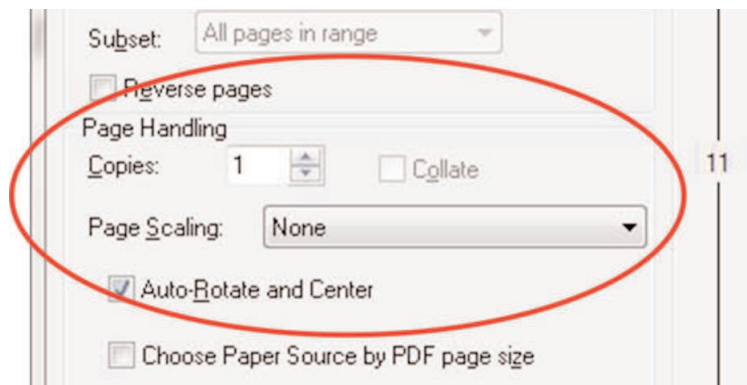 Subset: All pages in range
Reverse pages
Page Handling
Copies: 1 Collate
11
Page Scaling: None
Auto-Rotate and Center
Choose Paper Source by PDF page size